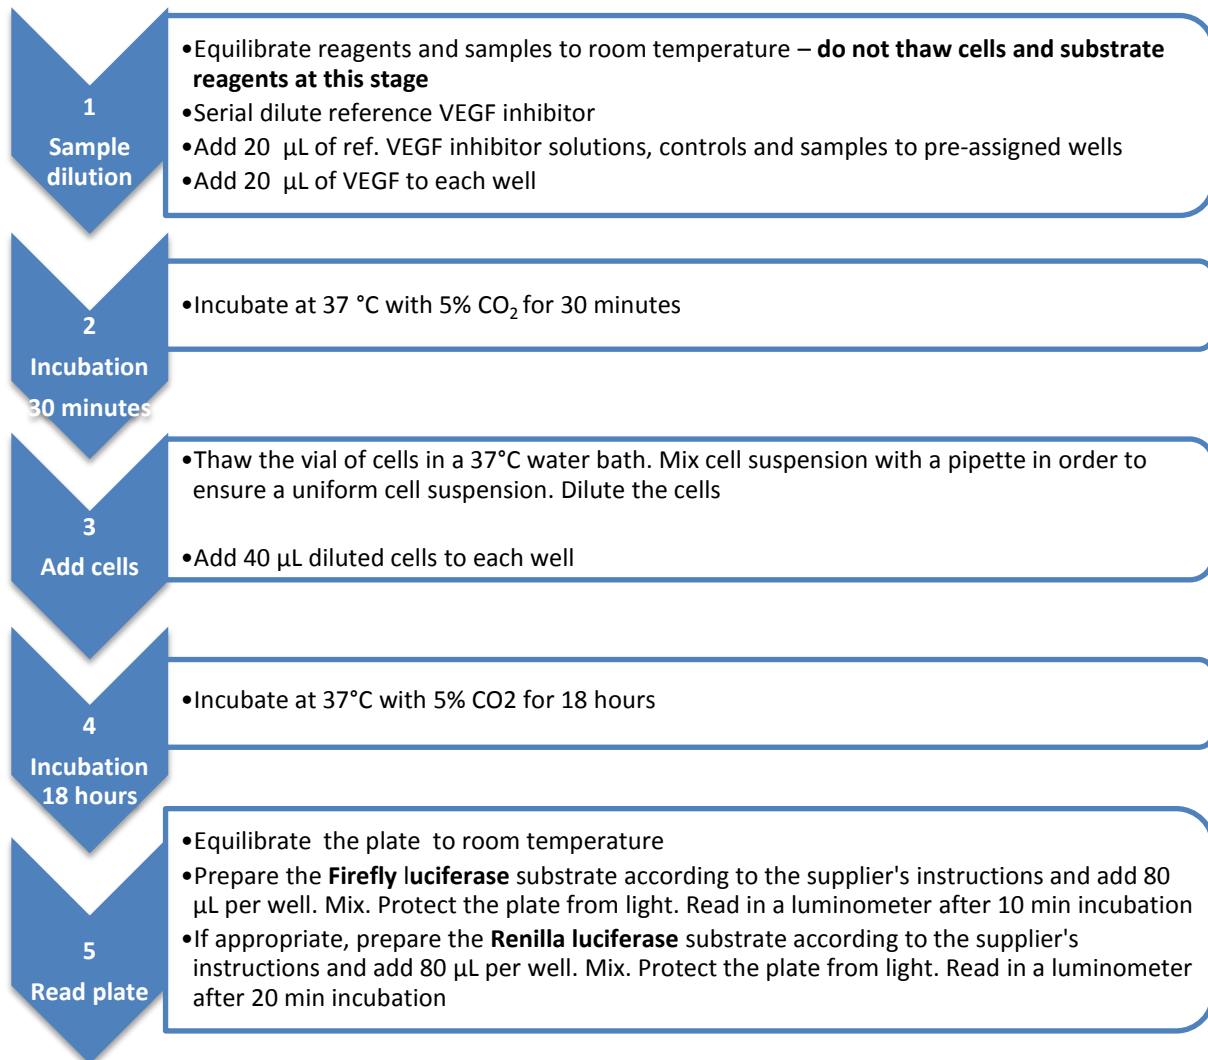 1
Sample
dilution
•Equilibrate reagents and samples to room temperature – do not thaw cells and substrate
reagents at this stage
•Serial dilute reference VEGF inhibitor
•Add 20 µL of ref. VEGF inhibitor solutions, controls and samples to pre-assigned wells
•Add 20 µL of VEGF to each well
2
Incubation
30 minutes
•Incubate at 37 °C with 5% CO₂ for 30 minutes
3
Add cells
•Thaw the vial of cells in a 37°C water bath. Mix cell suspension with a pipette in order to
ensure a uniform cell suspension. Dilute the cells
•Add 40 µL diluted cells to each well
4
Incubation
18 hours
•Incubate at 37°C with 5% CO2 for 18 hours
5
Read plate
•Equilibrate the plate to room temperature
•Prepare the Firefly luciferase substrate according to the supplier's instructions and add 80
µL per well. Mix. Protect the plate from light. Read in a luminometer after 10 min incubation
•If appropriate, prepare the Renilla luciferase substrate according to the supplier's
instructions and add 80 µL per well. Mix. Protect the plate from light. Read in a luminometer
after 20 min incubation